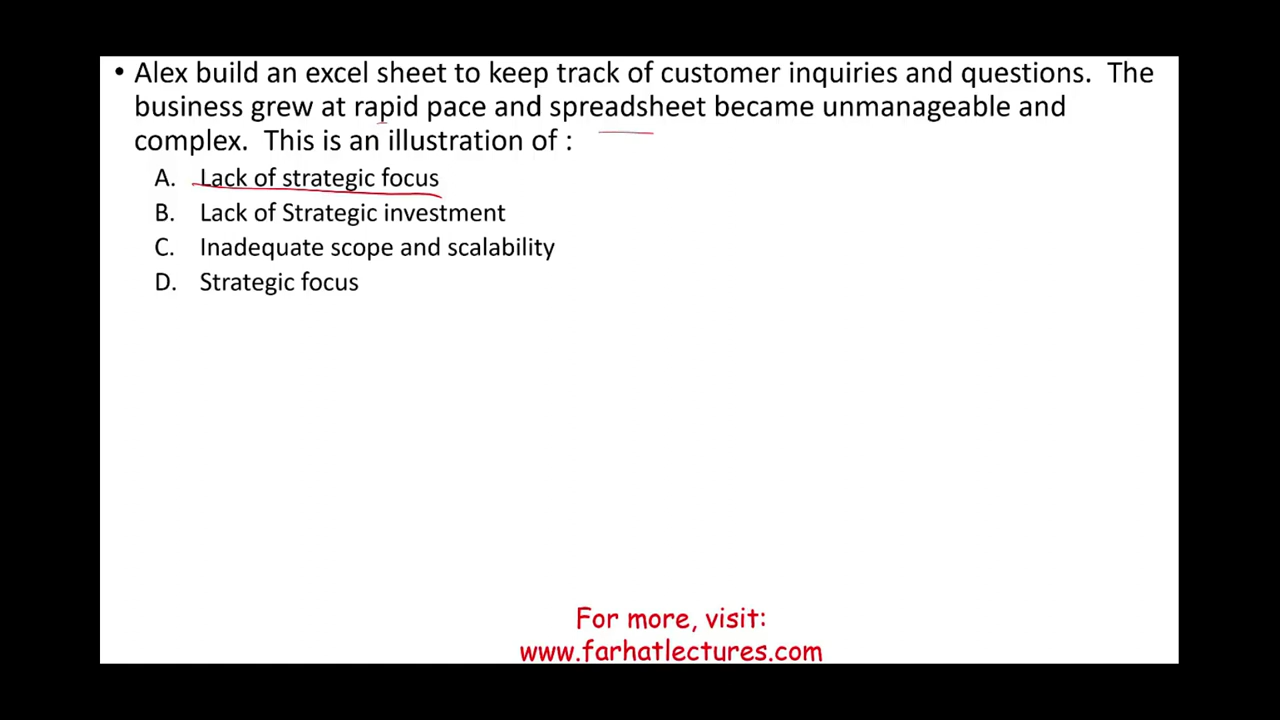 • Alex build an excel sheet to keep track of customer inquiries and questions. The
business grew at rapid pace and spreadsheet became unmanageable and
complex. This is an illustration of :
A. Lack of strategic focus
B. Lack of Strategic investment
C. Inadequate scope and scalability
D. Strategic focus
For more, visit:
www.farhatlectures.com